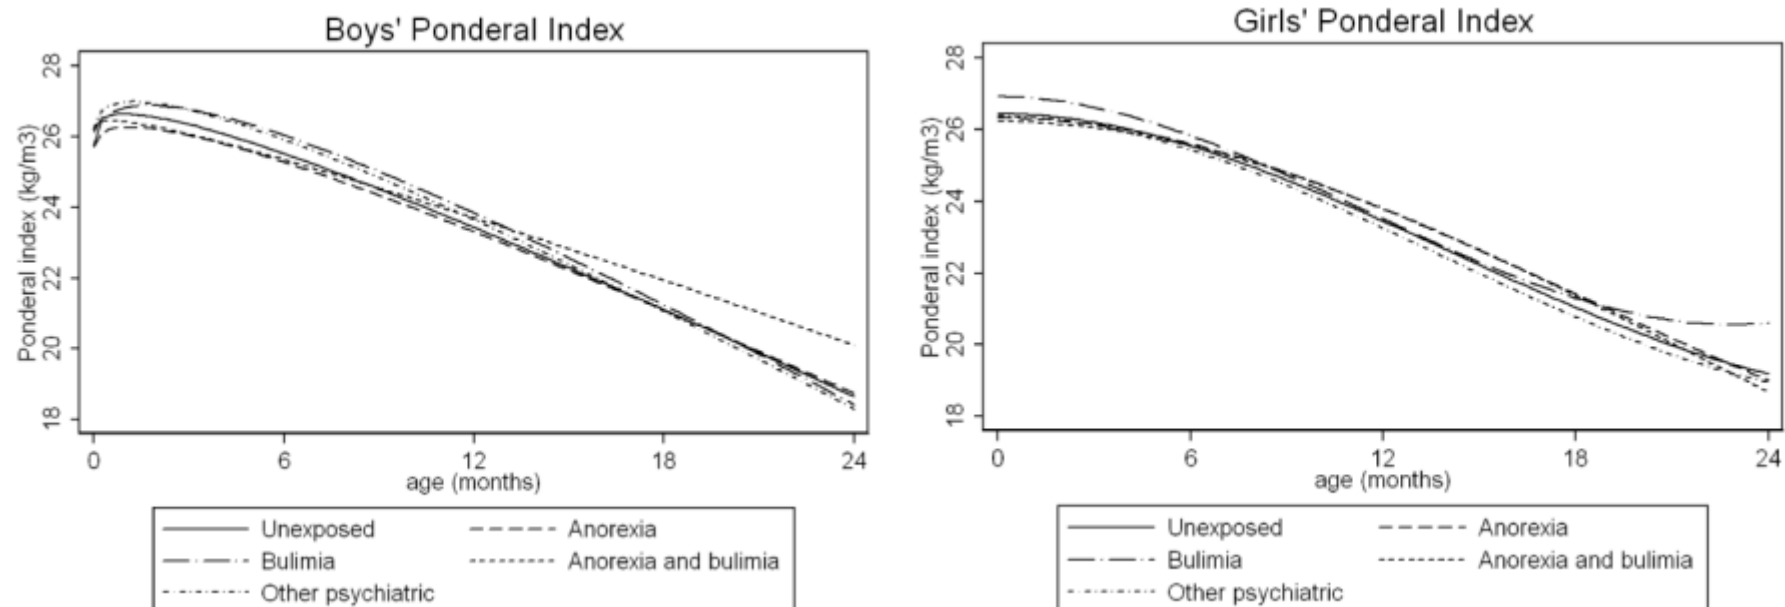 Boys' Ponderal Index
Ponderal index (kg/m3)
28
26
24
22
20
18
0 6 12 18 24
age (months)
Unexposed Anorexia
Bulimia Anorexia and bulimia
Other psychiatric
Girls' Ponderal Index
Ponderal index (kg/m3)
28
26
24
22
20
18
0 6 12 18 24
age (months)
Unexposed Anorexia
Bulimia Anorexia and bulimia
Other psychiatric